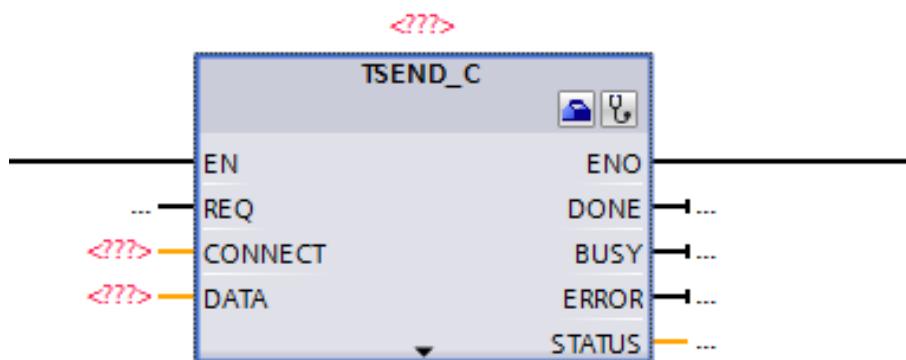 <???>
TSEND_C
EN ENO
... REQ DONE ...
<???> CONNECT BUSY ...
<???> DATA ERROR ...
STATUS ...